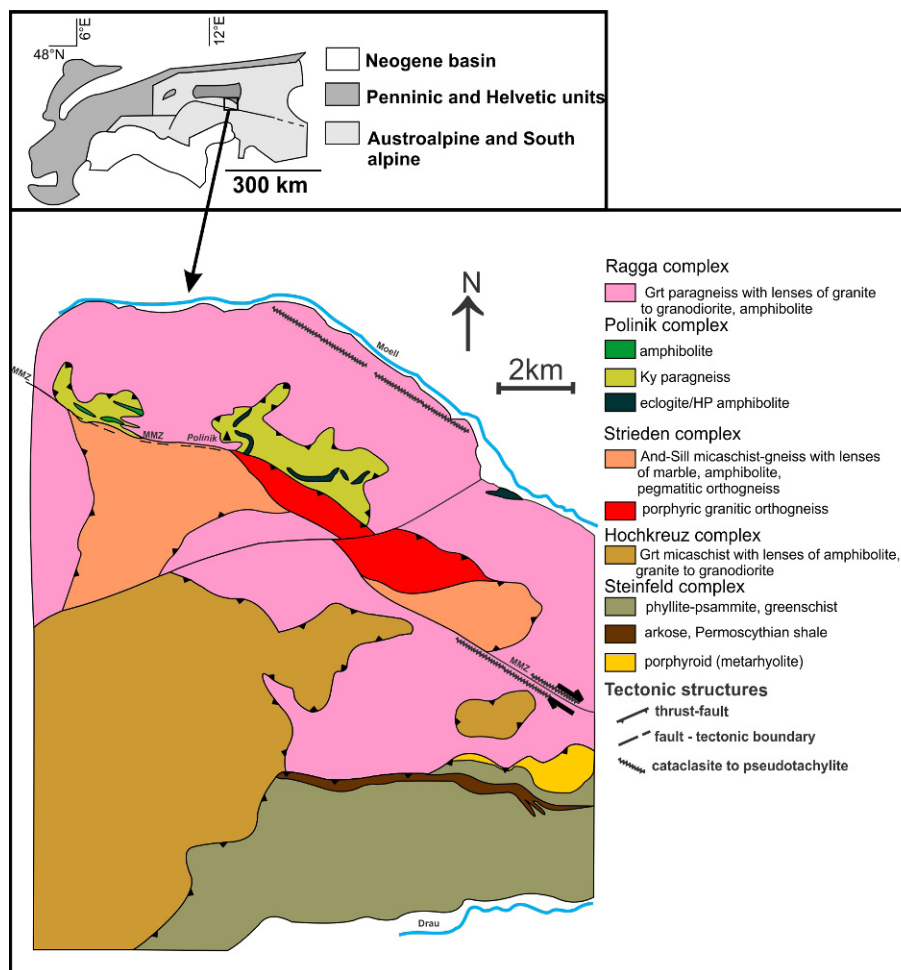 6°E
12°E
48°N
Neogene basin
Penninic and Helvetic units
Austroalpine and South
alpine
300 km
N
2km
Moell
MMZ
MMZ
Polinik
MMZ
Drau
Ragga complex
Grt paragneiss with lenses of granite
to granodiorite, amphibolite
Polinik complex
amphibolite
Ky paragneiss
eclogite/HP amphibolite
Strieden complex
And-Sill micaschist-gneiss with lenses
of marble, amphibolite,
pegmatitic orthogneiss
porphyric granitic orthogneiss
Hochkreuz complex
Grt micaschist with lenses of amphibolite,
granite to granodiorite
Steinfeld complex
phyllite-psammite, greenschist
arkose, Permoscythian shale
porphyroid (metarhyolite)
Tectonic structures
thrust-fault
fault - tectonic boundary
cataclasite to pseudotachylite